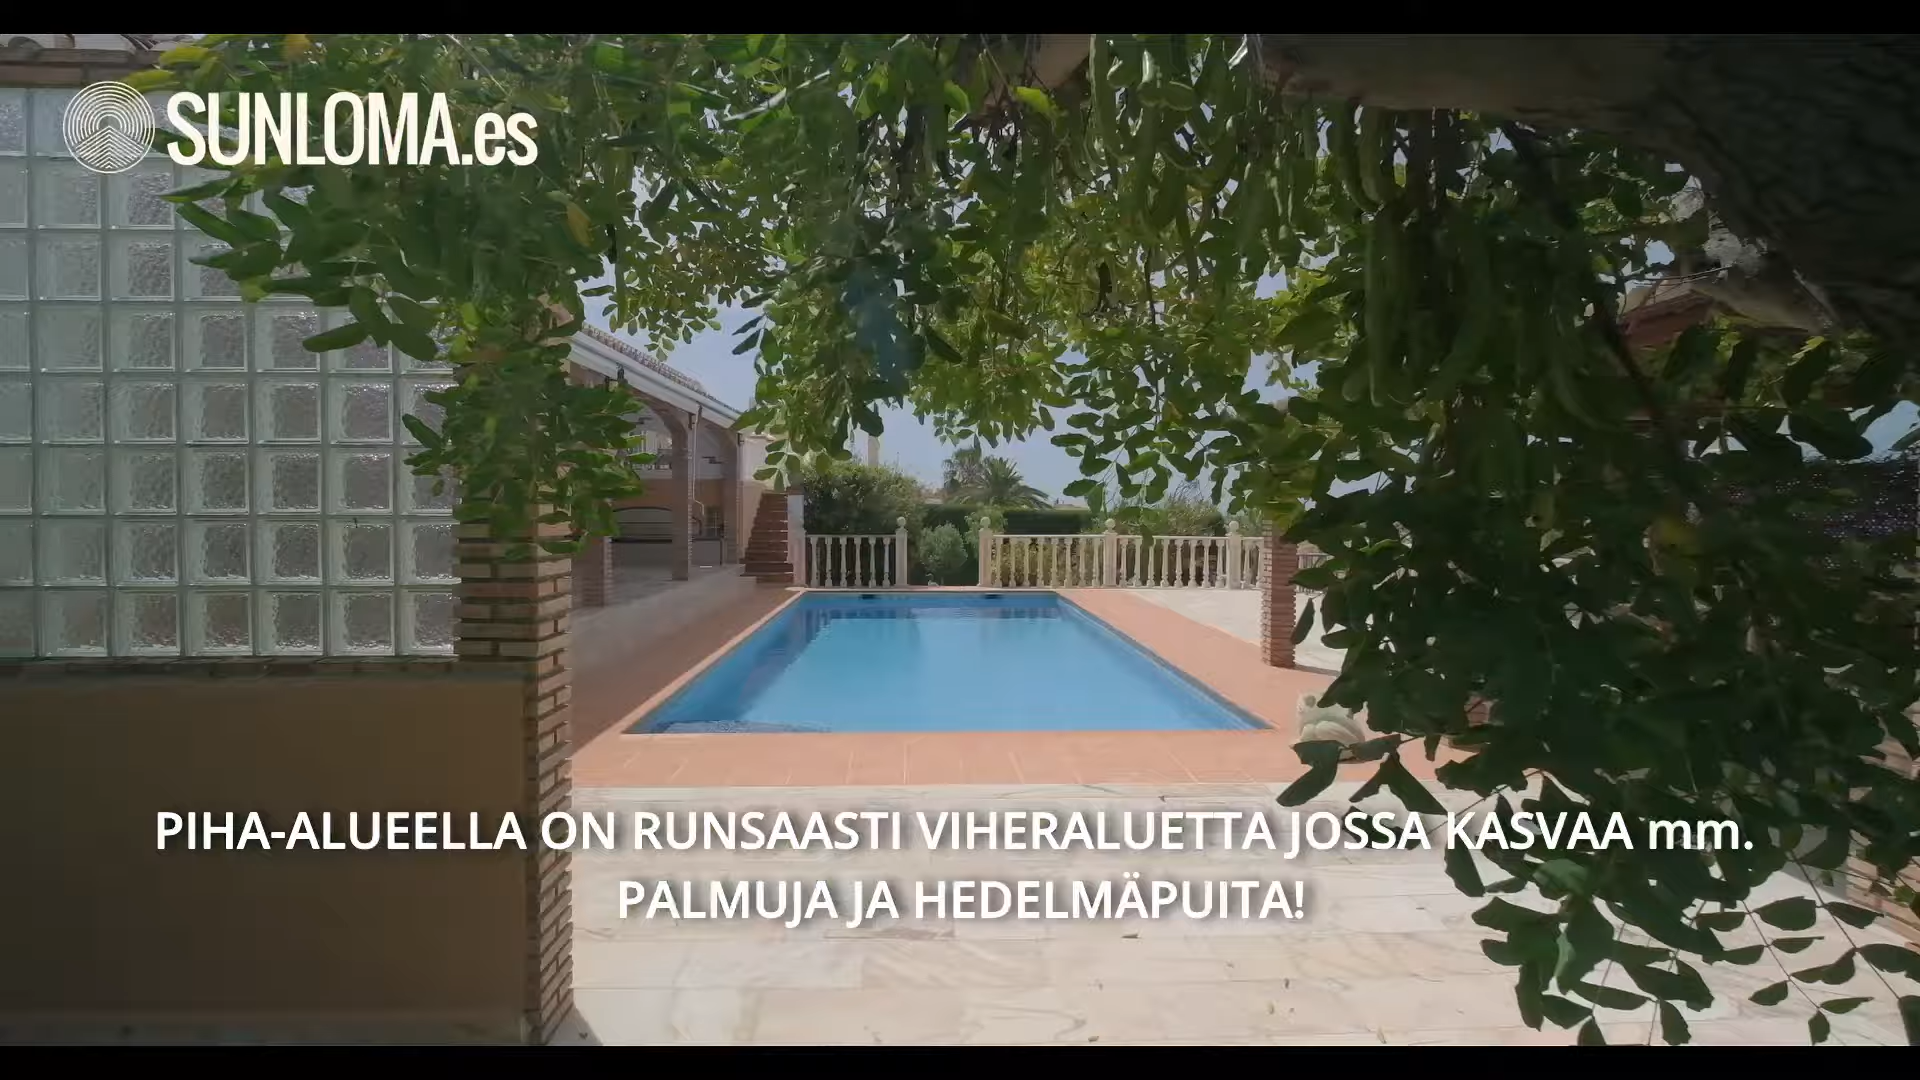 SUNLOMA.es
PIHA-ALUEELLA ON RUNSAASTI VIHERALUETTA JOSSA KASVAA mm.
PALMUJA JA HEDELMÄPUITA!